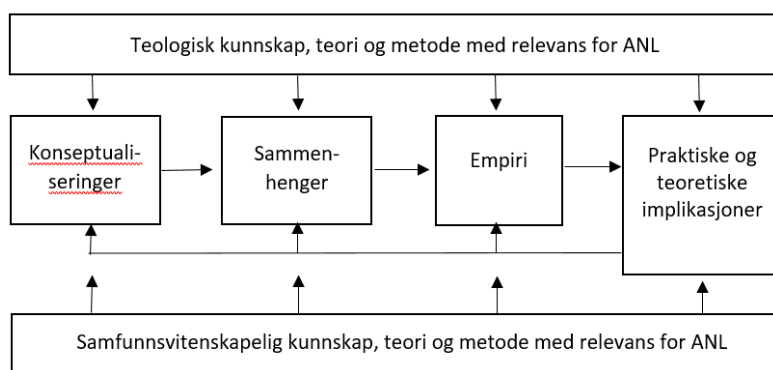 Teologisk kunnskap, teori og metode med relevans for ANL
Konseptuali-
seringer
Sammen-
henger
Empiri
Praktiske og
teoretiske
implikasjoner
Samfunnsvitenskapelig kunnskap, teori og metode med relevans for ANL